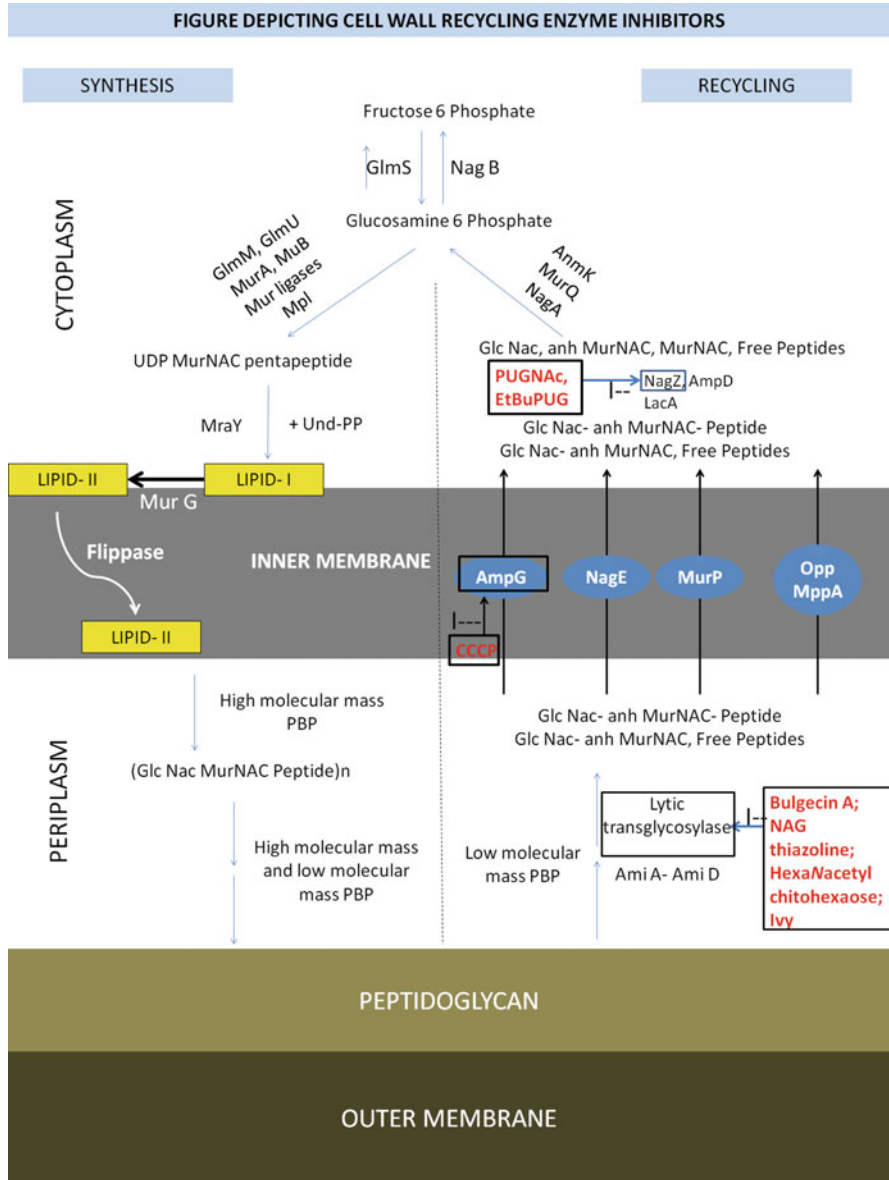 FIGURE DEPICTING CELL WALL RECYCLING ENZYME INHIBITORS
SYNTHESIS
RECYCLING
CYTOPLASM
Fructose 6 Phosphate
GlmS
Nag B
Glucosamine 6 Phosphate
GlmM, GlmU
MurA, MuB
Mur ligases
Mpl
AnmK
MurQ
NagA
UDP MurNAC pentapeptide
MraY
+ Und-PP
Glc Nac, anh MurNAC, MurNAC, Free Peptides
PUGNAc,
EtBuPUG
NagZ, AmpD
LacA
Glc Nac- anh MurNAC- Peptide
Glc Nac- anh MurNAC, Free Peptides
LIPID- II
LIPID- I
Mur G
Flippase
INNER MEMBRANE
AmpG
NagE
MurP
Opp
MppA
LIPID- II
CCCP
PERIPLASM
High molecular mass
PBP
(Glc Nac MurNAC Peptide)n
High molecular mass
and low molecular
mass PBP
Glc Nac- anh MurNAC- Peptide
Glc Nac- anh MurNAC, Free Peptides
Low molecular
mass PBP
Lytic
transglycosylase
Ami A- Ami D
Bulgecin A;
NAG
thiazoline;
HexaNacetyl
chitohexaose;
Ivy
PEPTIDOGLYCAN
OUTER MEMBRANE